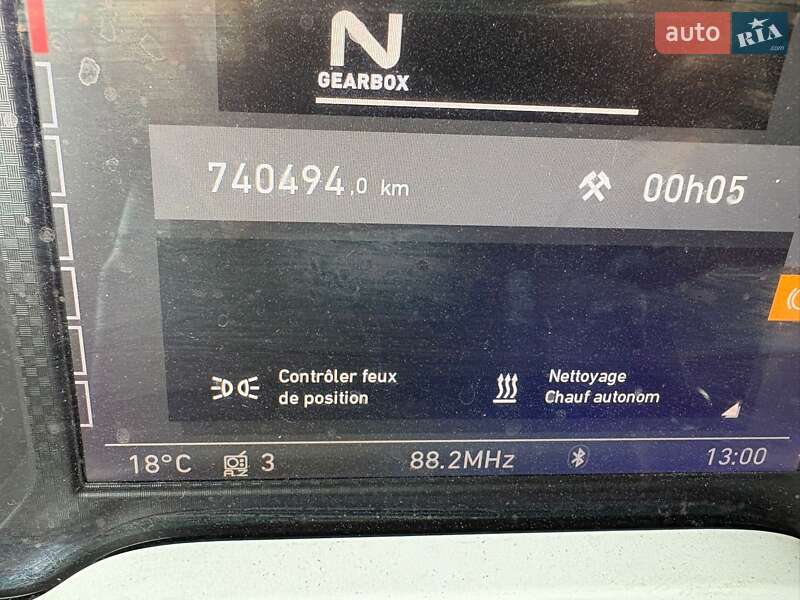 auto RIA
.com
N
GEARBOX
740494,0 km 00h05
Contrôler feux
de position
Nettoyage
Chauf autonom
18°C 3 88.2MHz 13:00